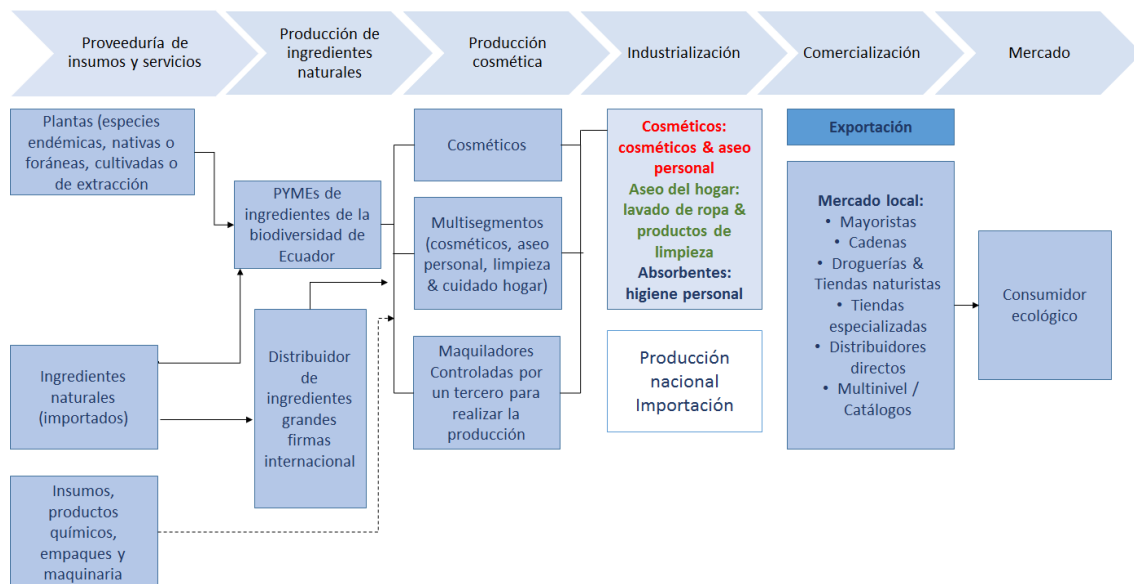 Proveeduría de
insumos y servicios
Producción de
ingredientes
naturales
Producción
cosmética
Industrialización
Comercialización
Mercado
Plantas (especies
endémicas, nativas o
foráneas, cultivadas o
de extracción
Ingredientes
naturales
(importados)
Insumos,
productos
químicos,
empaques y
maquinaria
PYMEs de
ingredientes de la
biodiversidad de
Ecuador
Distribuidor
de
ingredientes
grandes
firmas
internacional
Cosméticos
Multisegmentos
(cosméticos, aseo
personal, limpieza
& cuidado hogar)
Maquiladores
Controladas por
un tercero para
realizar la
producción
Cosméticos:
cosméticos & aseo
personal
Aseo del hogar:
lavado de ropa &
productos de
limpieza
Absorbentes:
higiene personal
Producción
nacional
Importación
Exportación
Mercado local:
• Mayoristas
• Cadenas
• Droguerías &
Tiendas naturistas
• Tiendas
especializadas
• Distribuidores
directos
• Multinivel /
Catálogos
Consumidor
ecológico